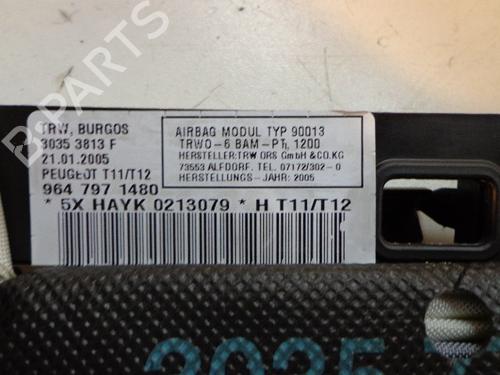 B-PARTS
TRW, BURGOS
3035 3813 F
21.01.2005
PEUGEOT T11/T12
964 797 1480
* 5X HAYK 0213079 * H T11/T12
AIRBAG MODUL TYP 90013
TRWO-6 BAM-PT1, 1200
HERSTELLER: TRW ORS GmbH &CO.KG
73553 ALFDORF. TEL. 07172/302-0
HERSTELLUNGS-JAHR: 2005